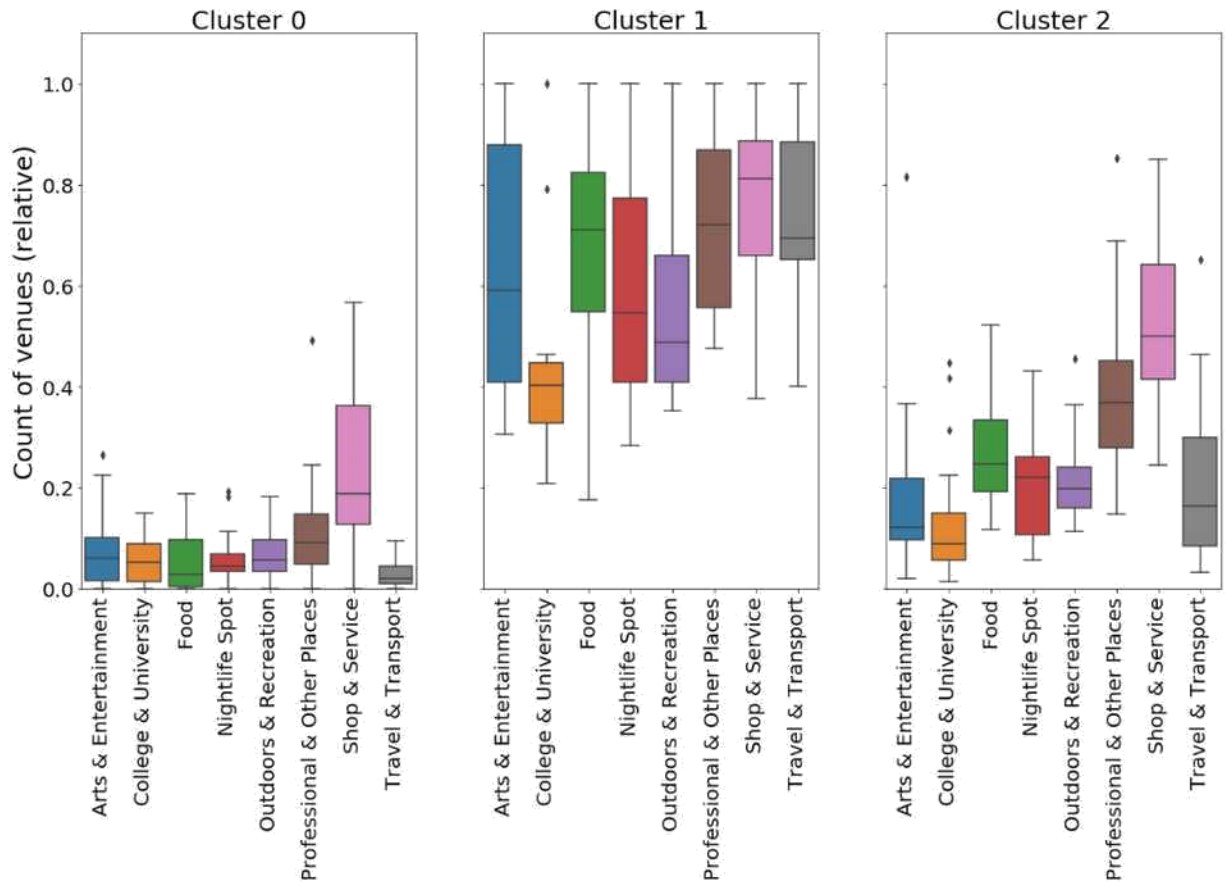 Cluster 0
Cluster 1
Cluster 2
Count of venues (relative)
1.0
0.8
0.6
0.4
0.2
0.0
Arts & Entertainment
College & University
Food
Nightlife Spot
Outdoors & Recreation
Professional & Other Places
Shop & Service
Travel & Transport
Arts & Entertainment
College & University
Food
Nightlife Spot
Outdoors & Recreation
Professional & Other Places
Shop & Service
Travel & Transport
Arts & Entertainment
College & University
Food
Nightlife Spot
Outdoors & Recreation
Professional & Other Places
Shop & Service
Travel & Transport